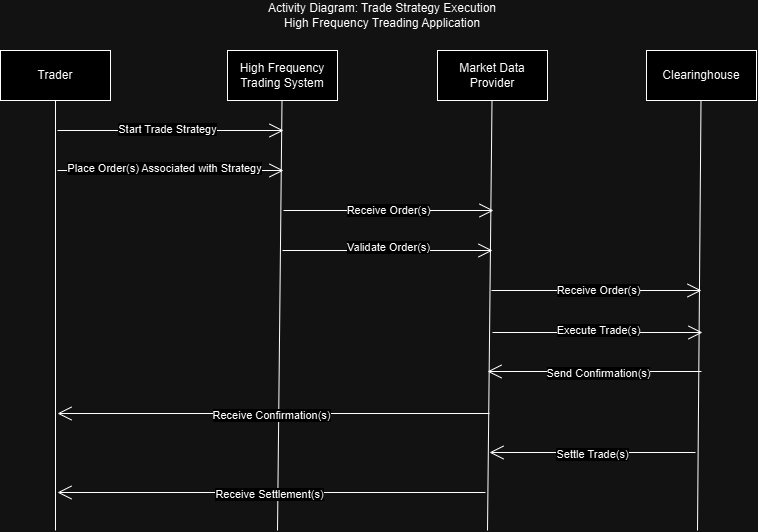 Activity Diagram: Trade Strategy Execution
High Frequency Treading Application
Trader
High Frequency
Trading System
Market Data
Provider
Clearinghouse
Start Trade Strategy
Place Order(s) Associated with Strategy
Receive Order(s)
Validate Order(s)
Receive Order(s)
Execute Trade(s)
Send Confirmation(s)
Receive Confirmation(s)
Settle Trade(s)
Receive Settlement(s)